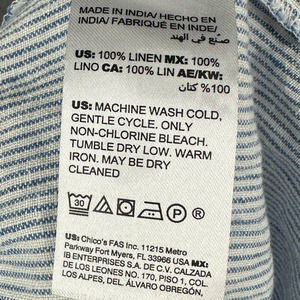 MADE IN INDIA/ HECHO EN
INDIA/ FABRIQUÉ EN INDE/
صنع في الهند
US: 100% LINEN MX: 100%
LINO CA: 100% LIN AE/KW:
100% كتان
US: MACHINE WASH COLD,
GENTLE CYCLE. ONLY
NON-CHLORINE BLEACH.
TUMBLE DRY LOW. WARM
IRON. MAY BE DRY
CLEANED
30
P
US: Chico's FAS Inc. 11215 Metro
Parkway Fort Myers, FL 33966 USA MX:
IB ENTERPRISES S.A. DE C.V. CALZADA
DE LOS LEONES NO. 170, PISO 1, COL.
LOS ALPES, DEL. ÁLVARO OBREGÓN,